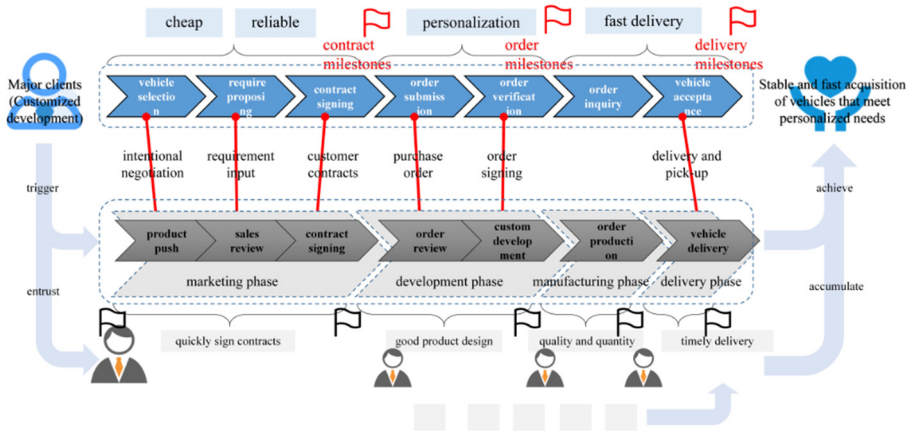 cheap
reliable
personalization
fast delivery
contract
milestones
order
milestones
delivery
milestones
Major clients
(Customized
development)
vehicle
selectio
n
require
proposi
ng
contract
signing
order
submiss
ion
order
verificat
ion
order
inquiry
vehicle
accepta
nce
Stable and fast acquisition
of vehicles that meet
personalized needs
intentional
negotiation
requirement
input
customer
contracts
purchase
order
order
signing
delivery and
pick-up
trigger
achieve
product
push
sales
review
contract
signing
order
review
custom
develop
ment
order
producti
on
vehicle
delivery
marketing phase
development phase
manufacturing phase
delivery phase
entrust
accumulate
quickly sign contracts
good product design
quality and quantity
timely delivery